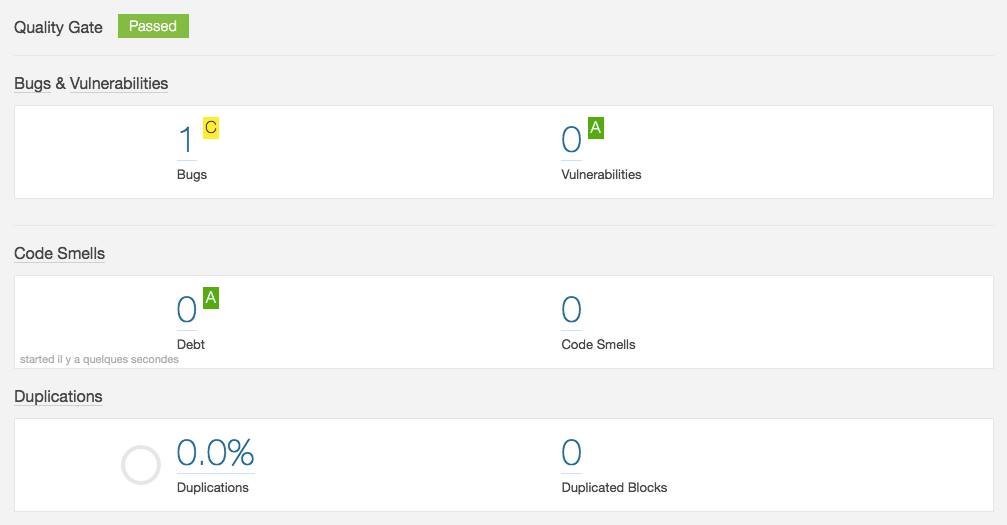 Quality Gate Passed
Bugs & Vulnerabilities
1 C
0 A
Bugs
Vulnerabilities
Code Smells
0 A
0
Debt
Code Smells
started il y a quelques secondes
Duplications
0.0%
0
Duplications
Duplicated Blocks